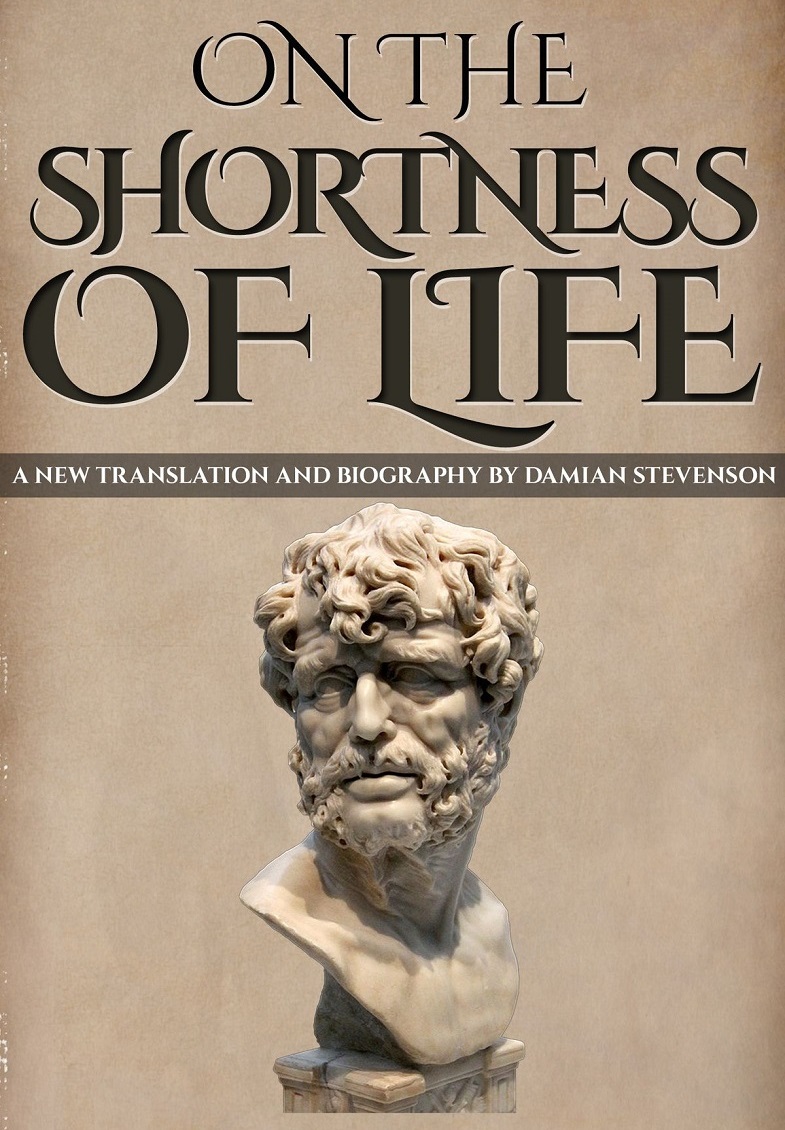 ON THE
SHORTNESS
OF LIFE
A NEW TRANSLATION AND BIOGRAPHY BY DAMIAN STEVENSON